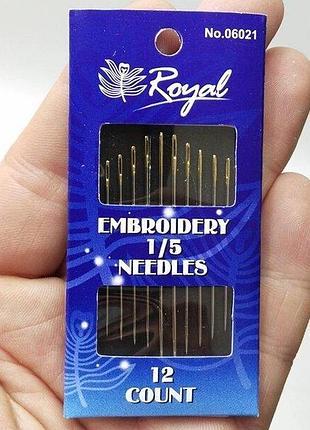 No.06021
Royal
EMBROIDERY
1/5
NEEDLES
12
COUNT